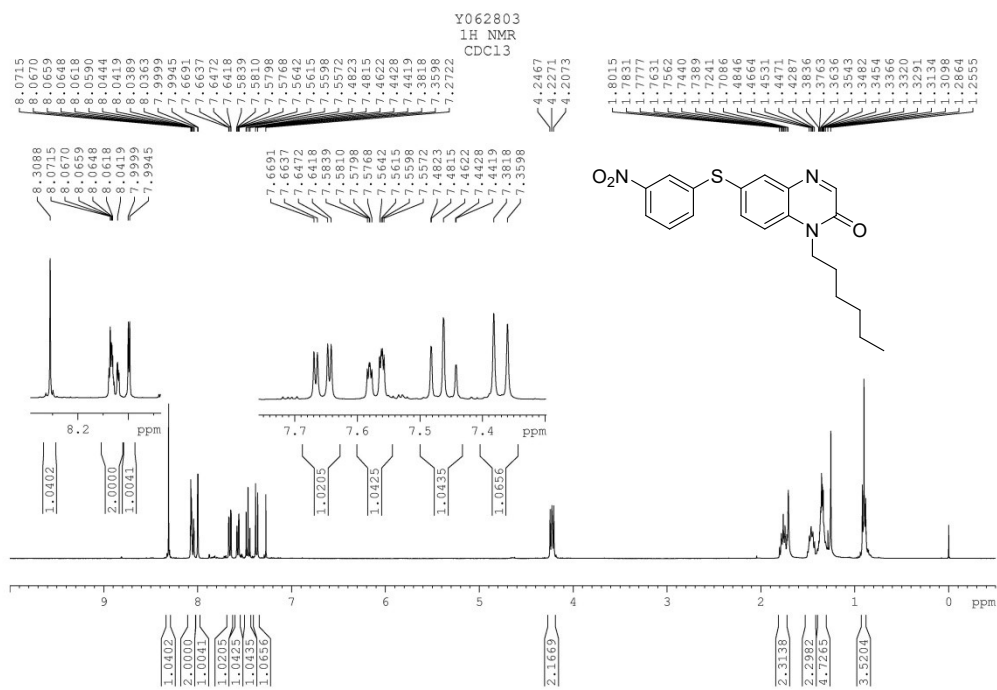 Y062803
1H NMR
CDCl3
8.0715 8.0670 8.0659 8.0648 8.0618 8.0590 8.0444 8.0419 8.0389 8.0363 7.9999 7.9945 7.6691 7.6637 7.6472 7.6418 7.5839 7.5810 7.5798 7.5768 7.5642 7.5615 7.5598 7.5572 7.4823 7.4815 7.4622 7.4428 7.4419 7.3818 7.3598 7.2722
4.2467 4.2271 4.2073
1.8015 1.7831 1.7777 1.7631 1.7562 1.7440 1.7389 1.7241 1.7086 1.4846 1.4664 1.4531 1.4471 1.4287 1.3836 1.3763 1.3636 1.3543 1.3482 1.3454 1.3366 1.3320 1.3291 1.3134 1.3098 1.2864 1.2555
8.3088 8.0715 8.0670 8.0659 8.0648 8.0618 8.0419 7.9999 7.9945
7.6691 7.6637 7.6472 7.6418 7.5839 7.5810 7.5798 7.5768 7.5642 7.5615 7.5598 7.5572 7.4823 7.4815 7.4622 7.4428 7.4419 7.3818 7.3598
O2N S N
N O
8.2 ppm
7.7 7.6 7.5 7.4 ppm
1.0402 2.0000 1.0041
1.0205 1.0425 1.0435 1.0656
9 8 7 6 5 4 3 2 1 0 ppm
1.0402 2.0000 1.0041 1.0205 1.0425 1.0435 1.0656 2.1669 2.3138 2.2982 4.7265 3.5204